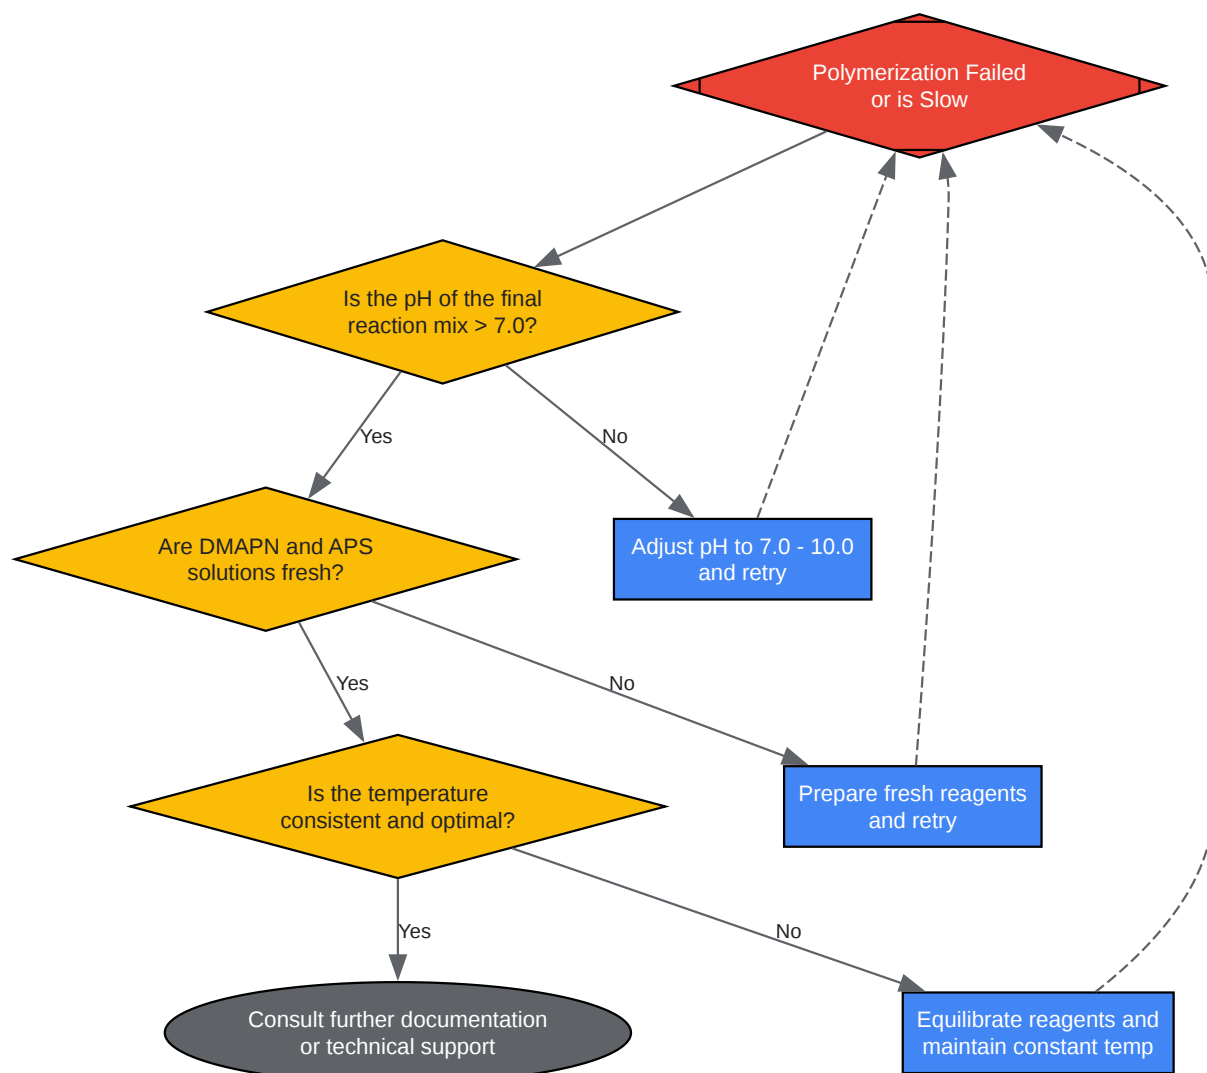 Polymerization Failed
or is Slow
Is the pH of the final
reaction mix > 7.0?
Yes
No
Are DMAPN and APS
solutions fresh?
Adjust pH to 7.0 - 10.0
and retry
Yes
No
Is the temperature
consistent and optimal?
Prepare fresh reagents
and retry
Yes
No
Consult further documentation
or technical support
Equilibrate reagents and
maintain constant temp